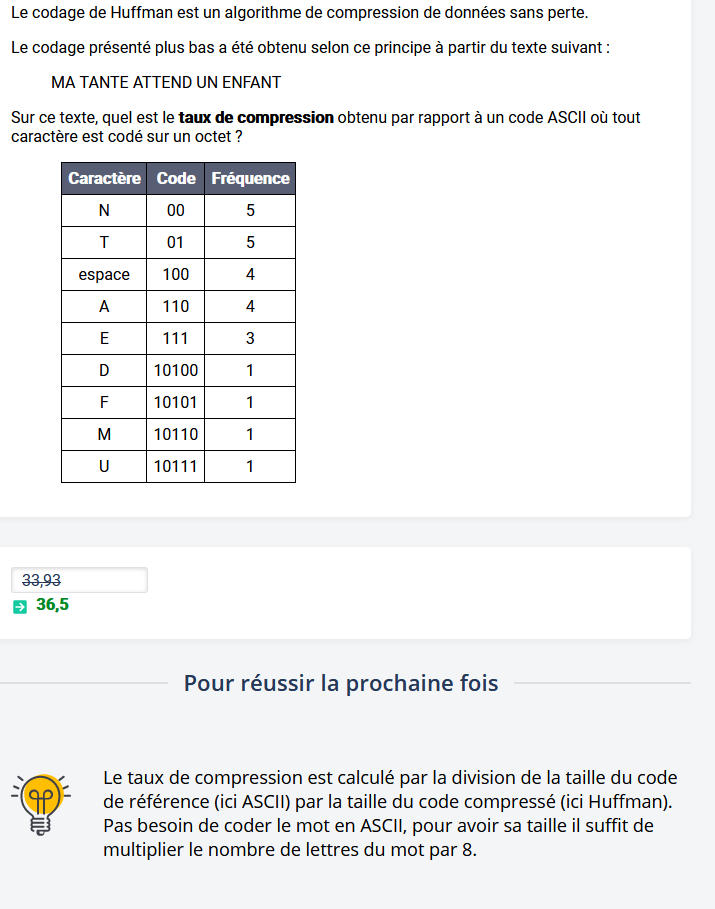 Le codage de Huffman est un algorithme de compression de données sans perte.
Le codage présenté plus bas a été obtenu selon ce principe à partir du texte suivant :
MA TANTE ATTEND UN ENFANT
Sur ce texte, quel est le taux de compression obtenu par rapport à un code ASCII où tout
caractère est codé sur un octet ?
Caractère Code Fréquence
N 00 5
T 01 5
espace 100 4
A 110 4
E 111 3
D 10100 1
F 10101 1
M 10110 1
U 10111 1
33,93
36,5
Pour réussir la prochaine fois
Le taux de compression est calculé par la division de la taille du code
de référence (ici ASCII) par la taille du code compressé (ici Huffman).
Pas besoin de coder le mot en ASCII, pour avoir sa taille il suffit de
multiplier le nombre de lettres du mot par 8.